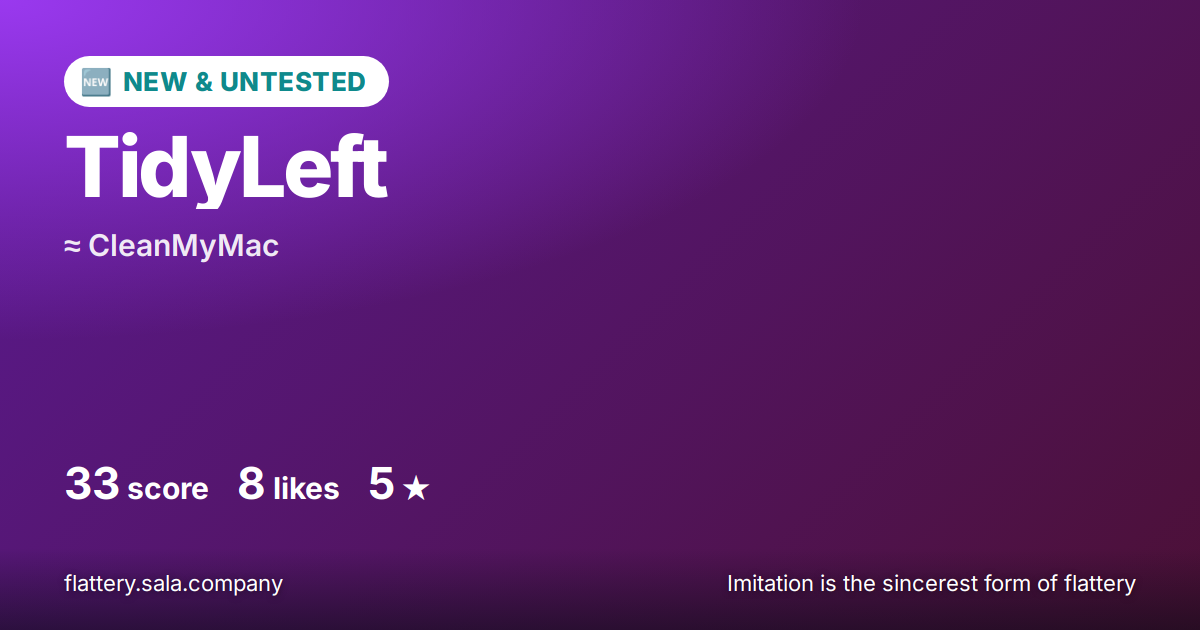 🆕 NEW & UNTESTED
TidyLeft
≈ CleanMyMac
33 score 8 likes 5 ★
flattery.sala.company
Imitation is the sincerest form of flattery